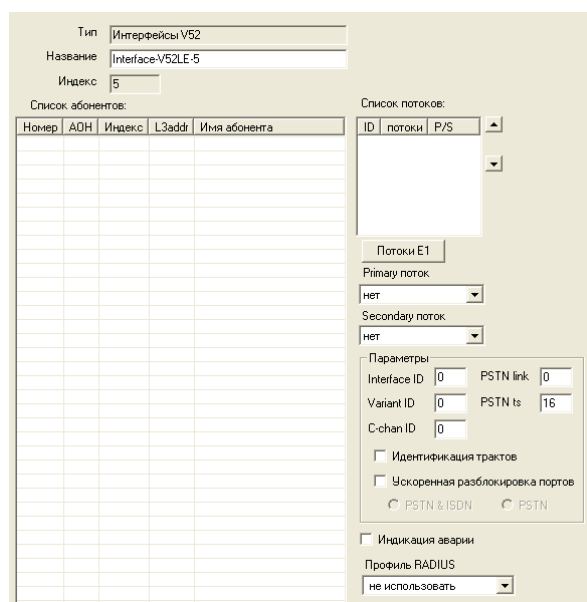 Тип Интерфейсы V52
Название Interface-V52LE-5
Индекс 5
Список абонентов:
Номер АОН Индекс L3addr Имя абонента
Список потоков:
ID потоки P/S
Потоки E1
Primary поток
нет
Secondary поток
нет
Параметры
Interface ID 0 PSTN link 0
Variant ID 0 PSTN ts 16
C-chan ID 0
Идентификация трактов
Ускоренная разблокировка портов
PSTN & ISDN PSTN
Индикация аварии
Профиль RADIUS
не использовать